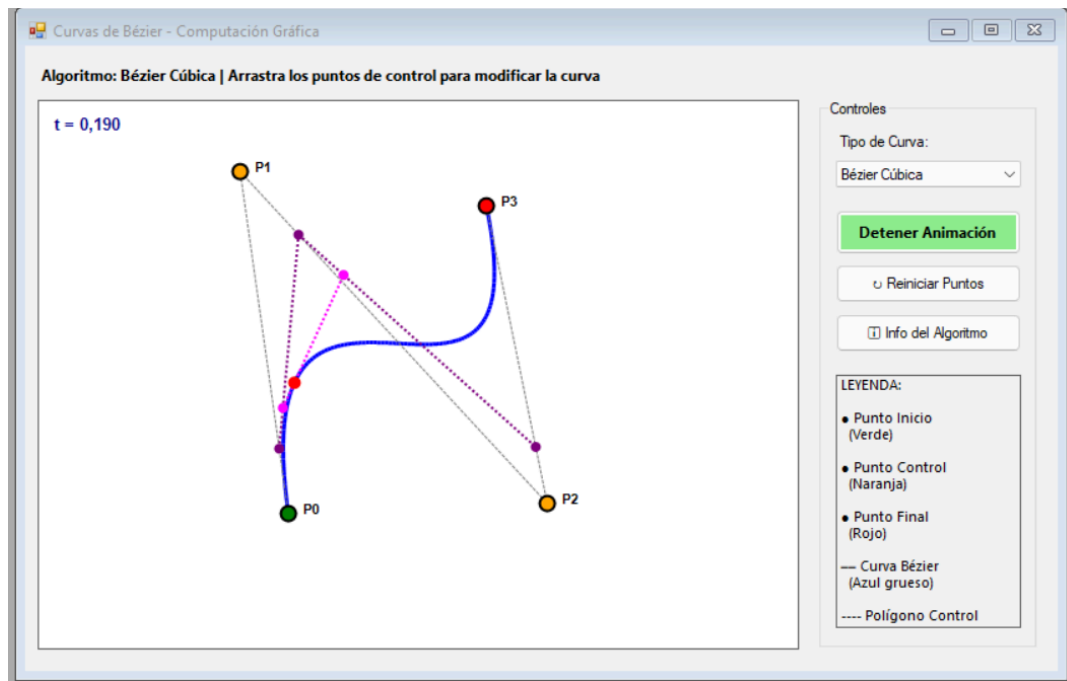 Curvas de Bézier - Computación Gráfica
Algoritmo: Bézier Cúbica | Arrastra los puntos de control para modificar la curva
t = 0,190
P1
P3
P2
P0
Controles
Tipo de Curva:
Bézier Cúbica
Detener Animación
↻ Reiniciar Puntos
ℹ Info del Algoritmo
LEYENDA:
● Punto Inicio
(Verde)
● Punto Control
(Naranja)
● Punto Final
(Rojo)
— Curva Bézier
(Azul grueso)
---- Polígono Control